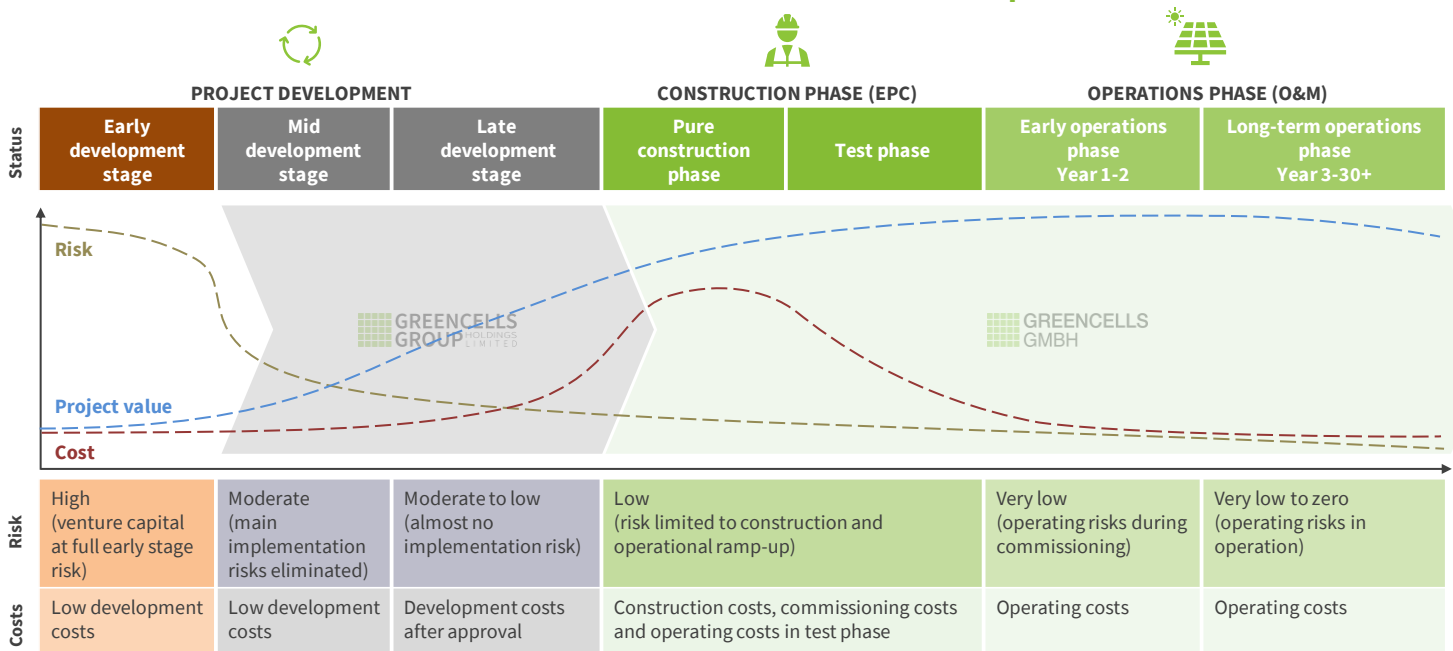 PROJECT DEVELOPMENT
CONSTRUCTION PHASE (EPC)
OPERATIONS PHASE (O&M)
Status
Early
development
stage
Mid
development
stage
Late
development
stage
Pure
construction
phase
Test phase
Early operations
phase
Year 1-2
Long-term operations
phase
Year 3-30+
Risk
Project value
Cost
GREENCELLS
GROUP HOLDINGS
LIMITED
GREENCELLS
GMBH
Risk
High
(venture capital
at full early stage
risk)
Moderate
(main
implementation
risks eliminated)
Moderate to low
(almost no
implementation risk)
Low
(risk limited to construction and
operational ramp-up)
Very low
(operating risks during
commissioning)
Very low to zero
(operating risks in
operation)
Costs
Low development
costs
Low development
costs
Development costs
after approval
Construction costs, commissioning costs
and operating costs in test phase
Operating costs
Operating costs